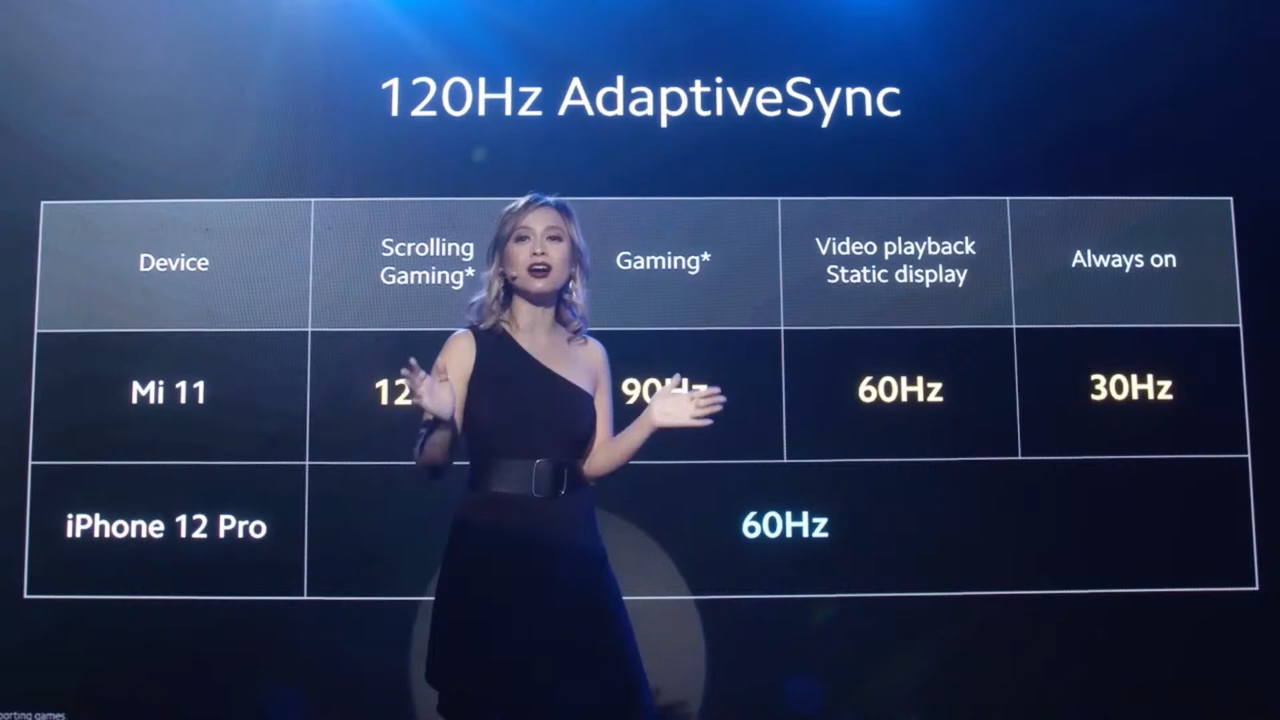 120Hz AdaptiveSync
Device
Scrolling
Gaming*
Gaming*
Video playback
Static display
Always on
Mi 11
60Hz
30Hz
iPhone 12 Pro
60Hz
games.